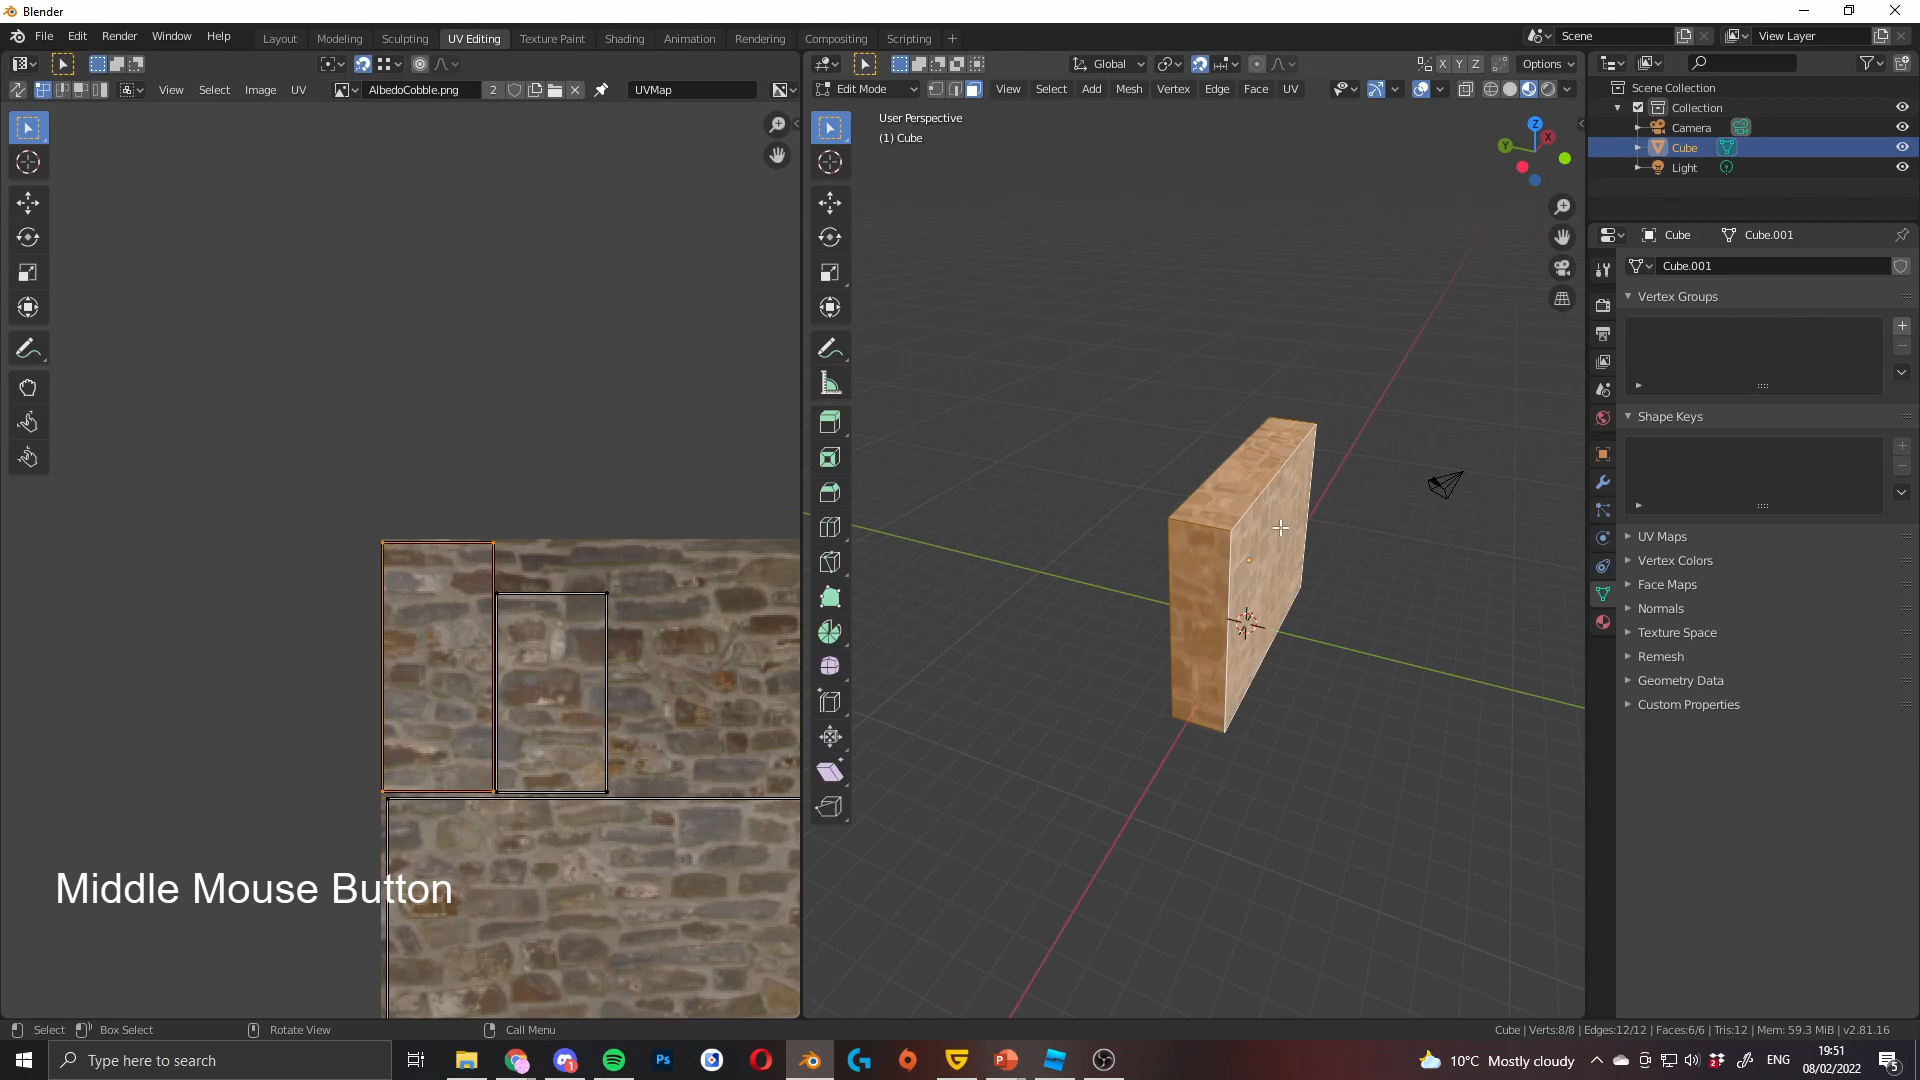 Blender
File Edit Render Window Help
Layout Modeling Sculpting UV Editing Texture Paint Shading Animation Rendering Compositing Scripting +
Scene
View Layer
Global
X Y Z
Options
View Select Image UV
AlbedoCobble.png 2
UVMap
Edit Mode
View Select Add Mesh Vertex Edge Face UV
Scene Collection
Collection
Camera
Cube
Light
User Perspective
(1) Cube
Z
X
Y
Cube Cube.001
Cube.001
Vertex Groups
Shape Keys
UV Maps
Vertex Colors
Face Maps
Normals
Texture Space
Remesh
Geometry Data
Custom Properties
Middle Mouse Button
Select Box Select Rotate View Call Menu
Cube | Verts:8/8 | Edges:12/12 | Faces:6/6 | Tris:12 | Mem: 59.3 MiB | v2.81.16
Type here to search
Ps
10°C Mostly cloudy
ENG
19:51
08/02/2022
5